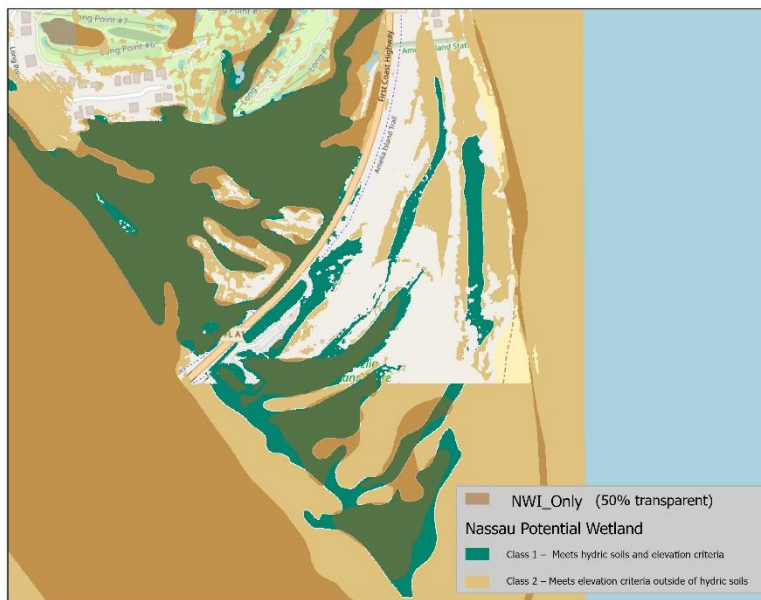 Long Point #7
Long Point #6
First Coast Highway
Amelia Island Trail
NWI_Only (50% transparent)
Nassau Potential Wetland
Class 1 – Meets hydric soils and elevation criteria
Class 2 – Meets elevation criteria outside of hydric soils